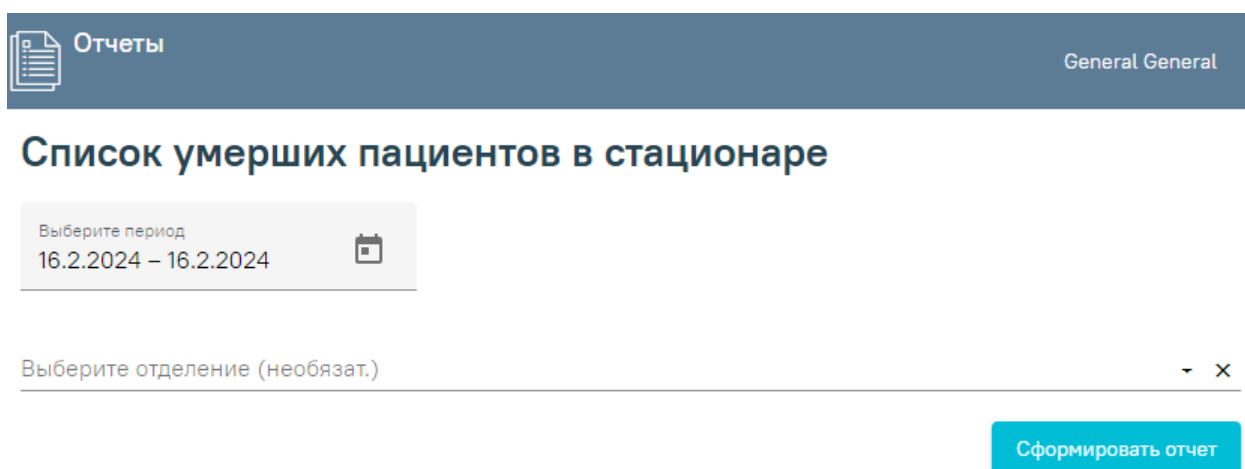 Отчеты
General General
Список умерших пациентов в стационаре
Выберите период
16.2.2024 – 16.2.2024
Выберите отделение (необязат.)
Сформировать отчет